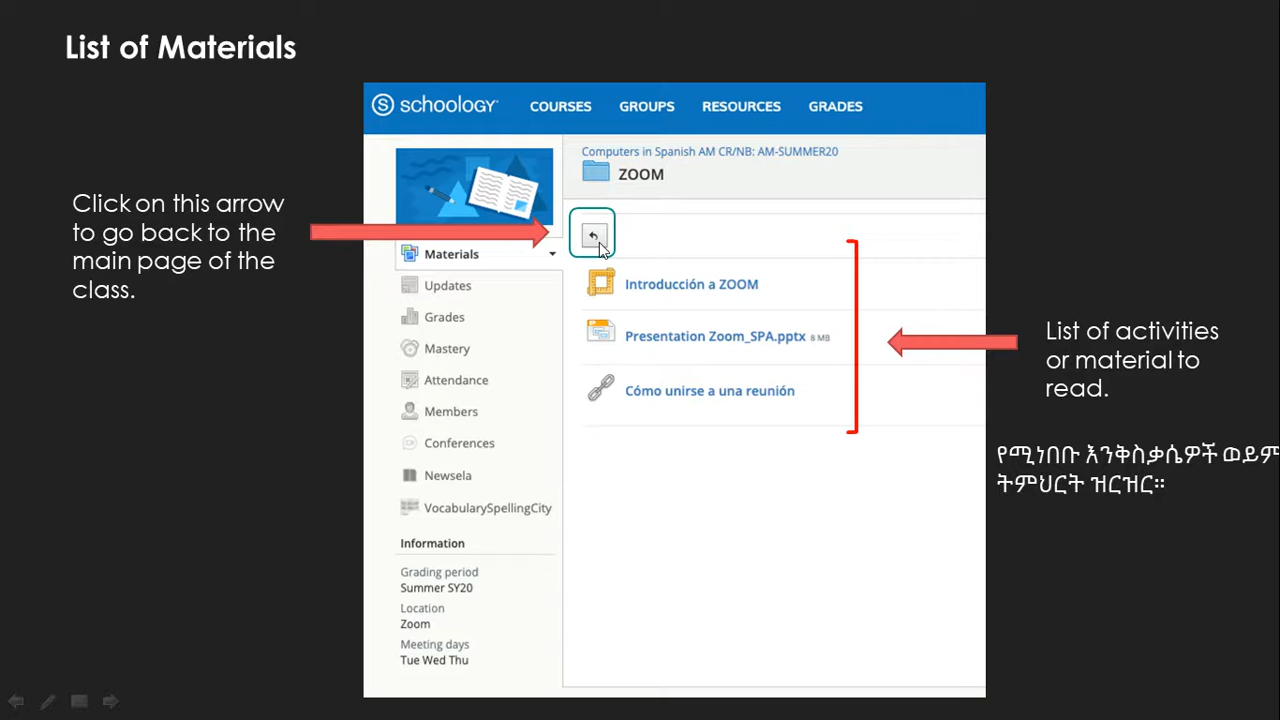 List of Materials
Click on this arrow
to go back to the
main page of the
class.
schoology
COURSES GROUPS RESOURCES GRADES
Computers in Spanish AM CR/NB: AM-SUMMER20
ZOOM
Materials
Updates
Grades
Mastery
Attendance
Members
Conferences
Newsela
VocabularySpellingCity
Information
Grading period
Summer SY20
Location
Zoom
Meeting days
Tue Wed Thu
Introducción a ZOOM
Presentation Zoom_SPA.pptx 8 MB
Cómo unirse a una reunión
List of activities
or material to
read.
የሚነበቡ እንቅስቃሴዎች ወይም
ትምህርት ዝርዝር።